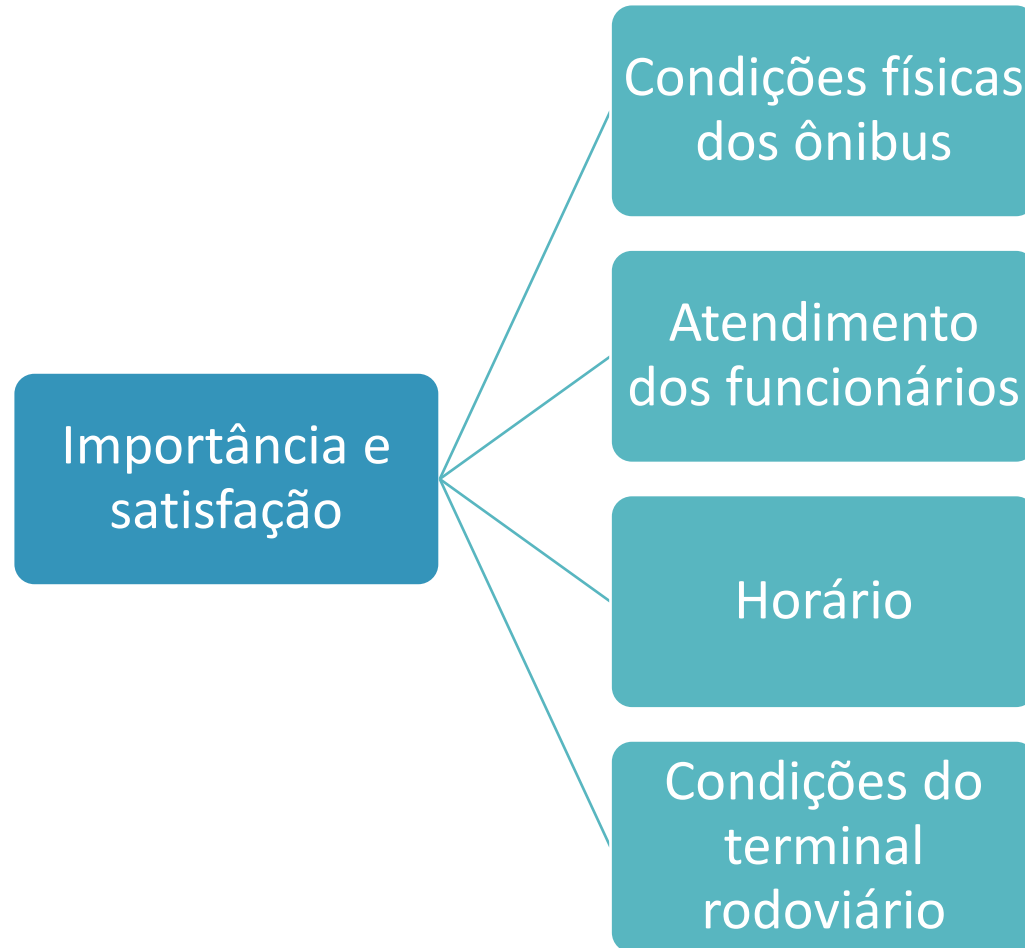 Condições físicas
dos ônibus
Atendimento
dos funcionários
Importância e
satisfação
Horário
Condições do
terminal
rodoviário